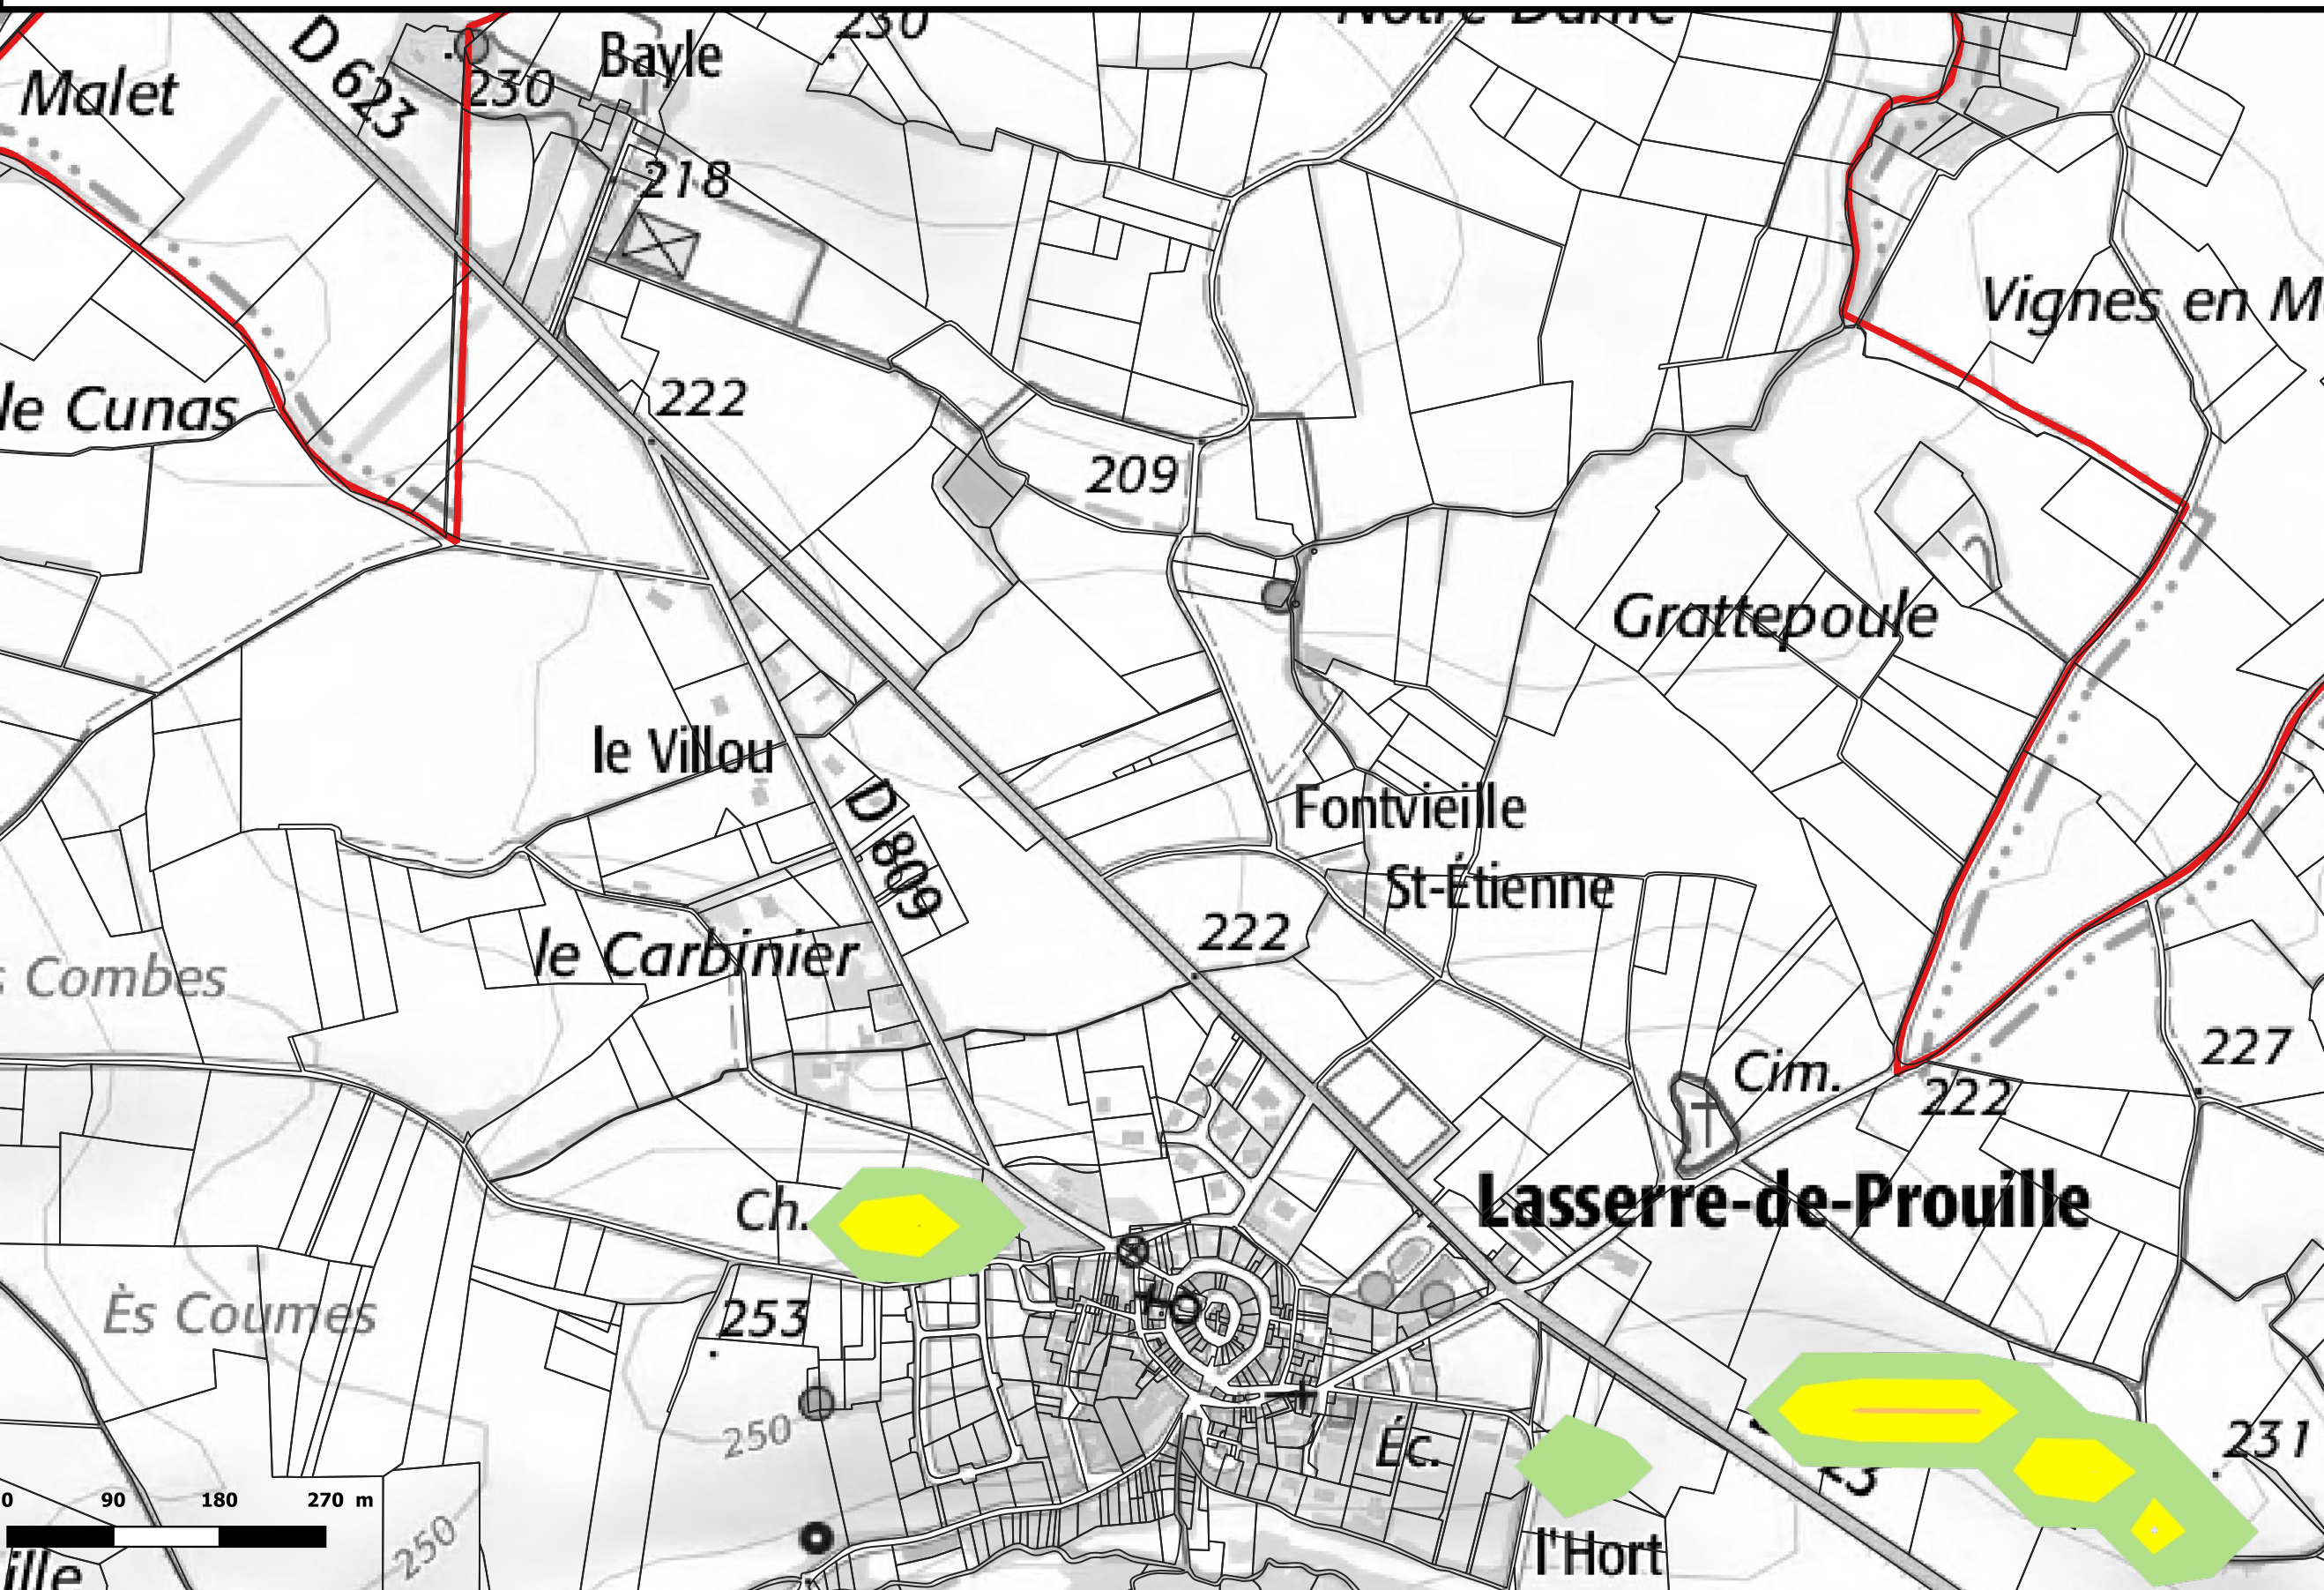 230
Malet
D 623
230
Bayle
218
Vignes en M
le Cunas
222
209
Grattepoule
le Villou
D 809
Fontvieille
St-Étienne
222
le Carbinier
Combes
227
Cim.
222
Ch.
Lasserre-de-Prouille
Ès Coumes
253
250
Éc.
231
0 90 180 270 m
250
l'Hort
ille